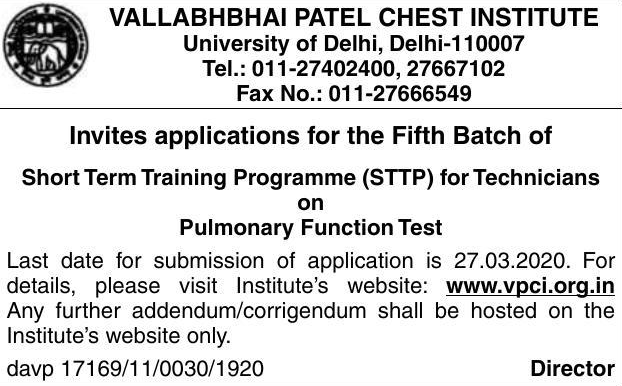 VALLABHBHAI PATEL CHEST INSTITUTE
University of Delhi, Delhi-110007
Tel.: 011-27402400, 27667102
Fax No.: 011-27666549
Invites applications for the Fifth Batch of
Short Term Training Programme (STTP) for Technicians
on
Pulmonary Function Test
Last date for submission of application is 27.03.2020. For
details, please visit Institute's website: www.vpci.org.in
Any further addendum/corrigendum shall be hosted on the
Institute's website only.
davp 17169/11/0030/1920 Director